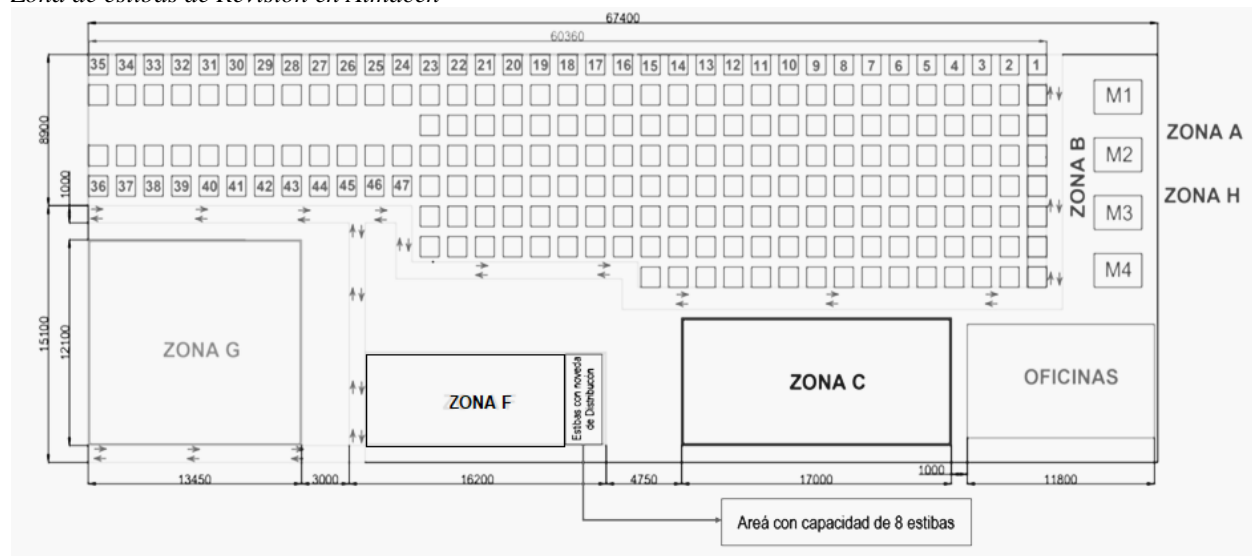 Zona de estibas de Revisión en Almacén
67400
60360
35 34 33 32 31 30 29 28 27 26 25 24 23 22 21 20 19 18 17 16 15 14 13 12 11 10 9 8 7 6 5 4 3 2 1
M1
8900
ZONA A
ZONA B
M2
36 37 38 39 40 41 42 43 44 45 46 47
1000
ZONA H
M3
M4
15100
12100
ZONA G
ZONA F
Estibas con noveda
de Distribucón
ZONA C
OFICINAS
13450
3000
16200
4750
17000
1000
11800
Areá con capacidad de 8 estibas